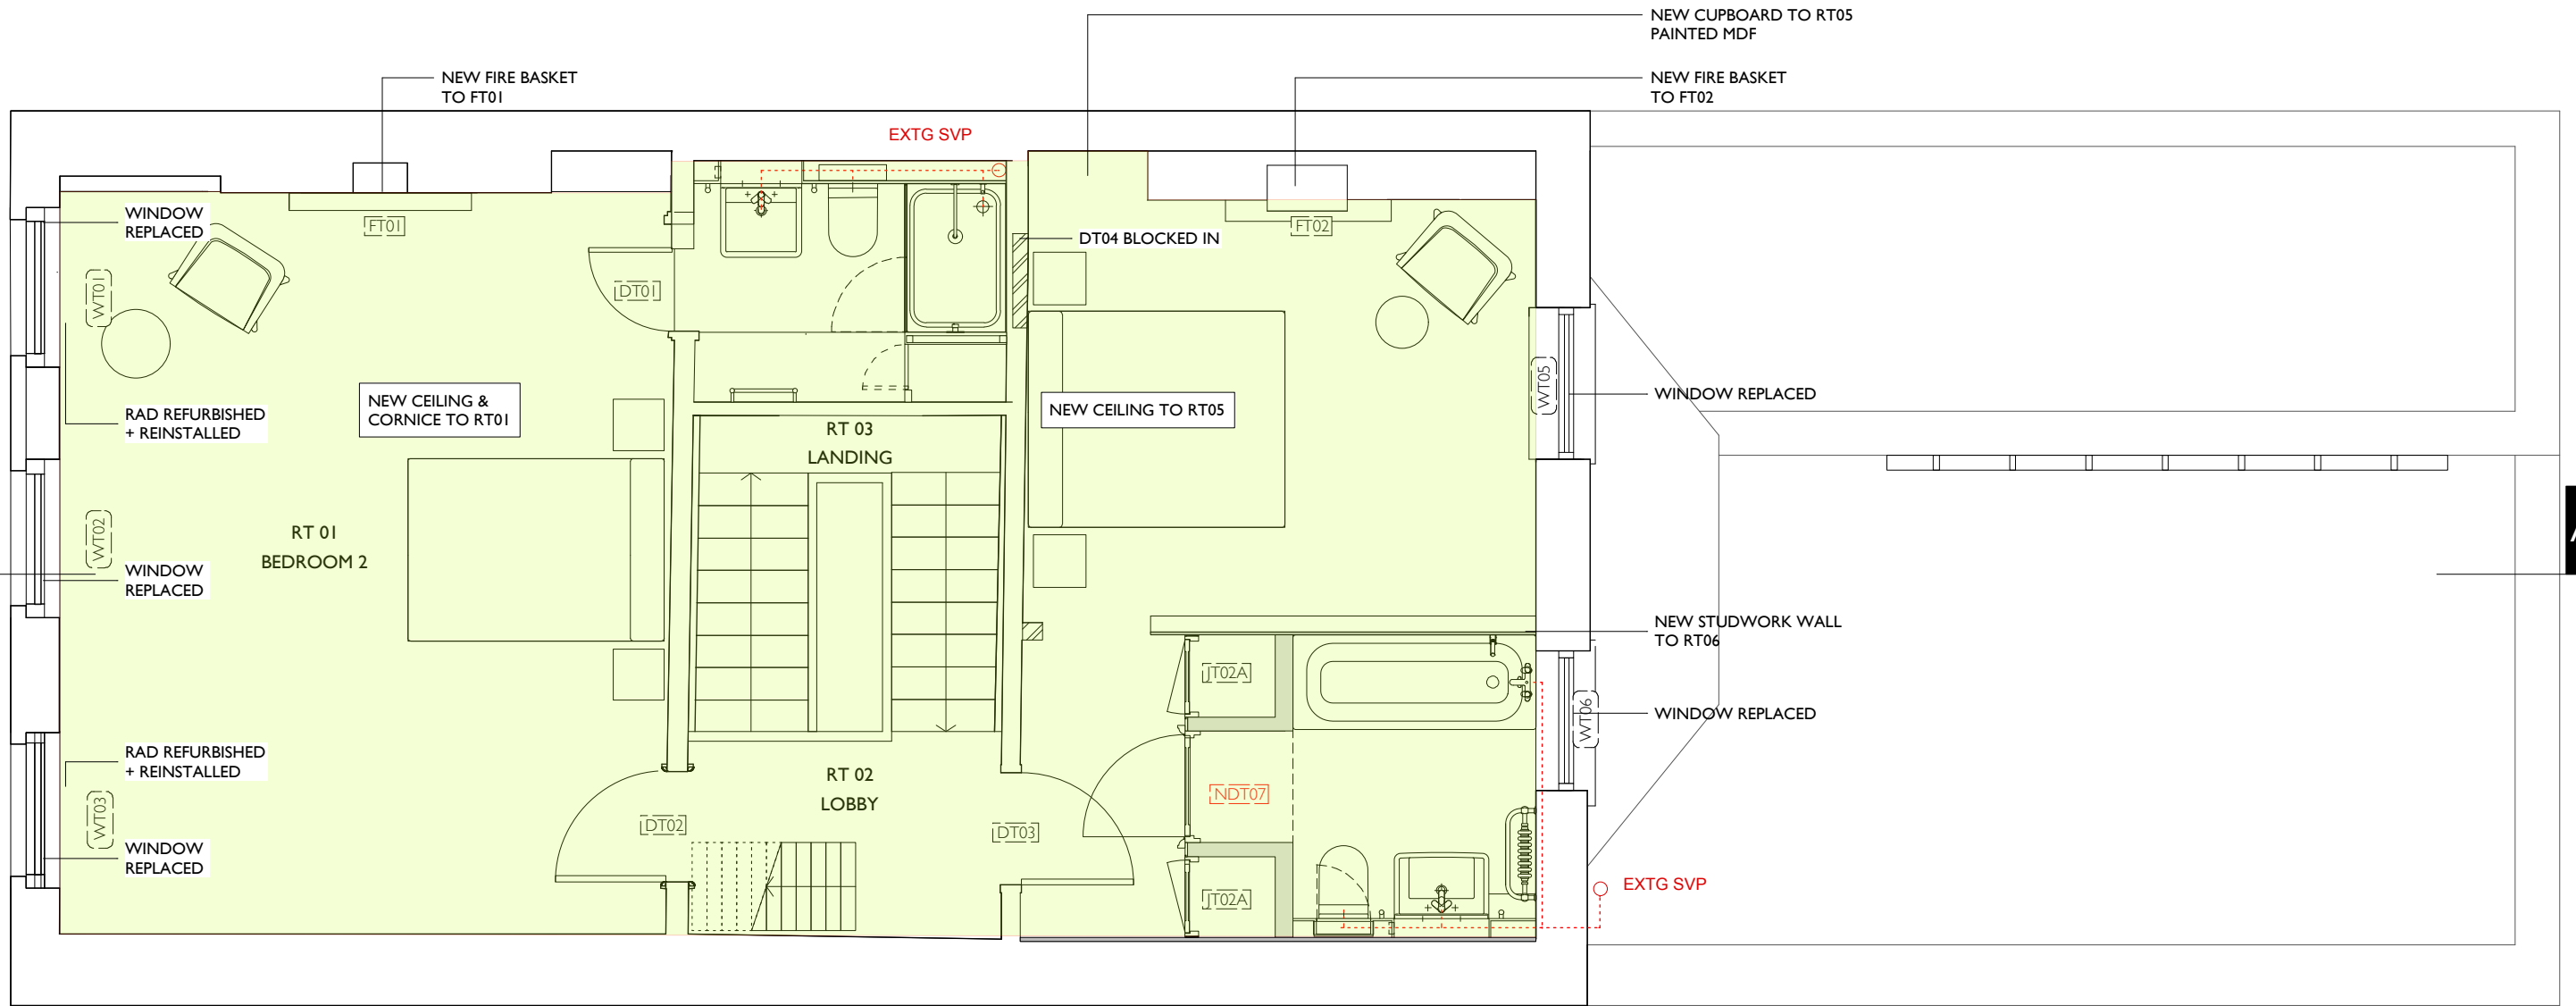 NEW CUPBOARD TO RT05
PAINTED MDF
NEW FIRE BASKET
TO FT01
NEW FIRE BASKET
TO FT02
EXTG SVP
WINDOW
REPLACED
FT01
FT02
DT04 BLOCKED IN
WT01
DT01
WT05
WINDOW REPLACED
NEW CEILING &
CORNICE TO RT01
NEW CEILING TO RT05
RAD REFURBISHED
+ REINSTALLED
RT 03
LANDING
WT02
RT 01
BEDROOM 2
WINDOW
REPLACED
NEW STUDWORK WALL
TO RT06
JT02A
WT06
WINDOW REPLACED
RAD REFURBISHED
+ REINSTALLED
RT 02
LOBBY
NDT07
WT03
DT02
DT03
WINDOW
REPLACED
EXTG SVP
JT02A